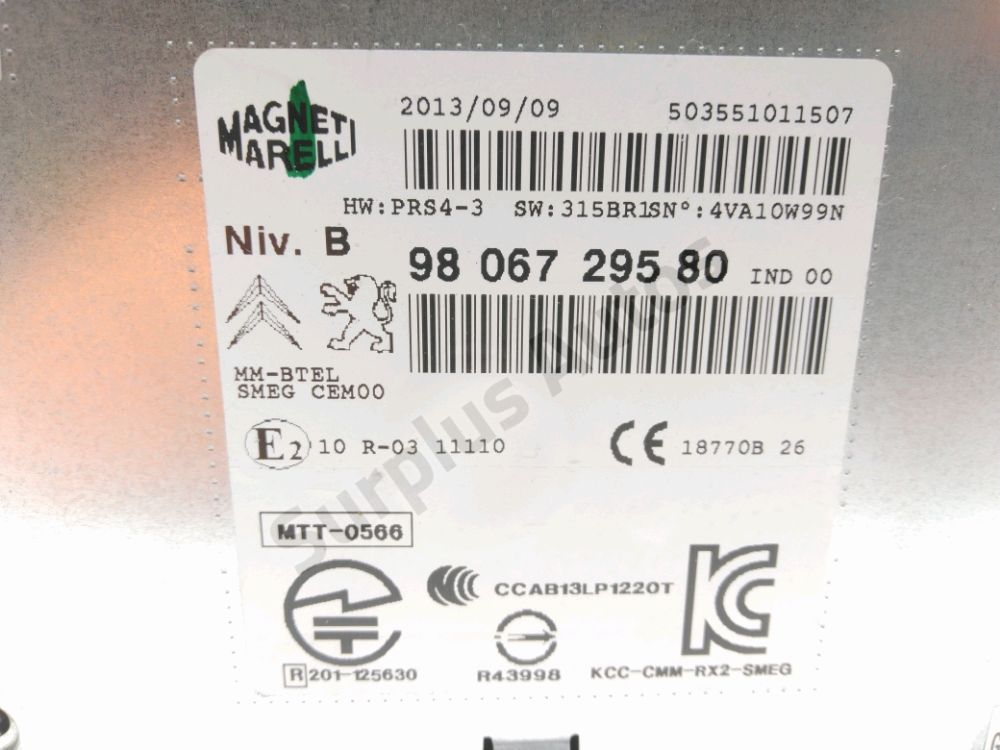 MAGNETI
MARELLI
2013/09/09
503551011507
HW:PRS4-3 SW:315BR1SN°:4VA10W99N
Niv. B
98 067 295 80 IND 00
MM-BTEL
SMEG CEM00
E2 10 R-03 11110
CE 18770B 26
MTT-0566
CCAB13LP1220T
R 201-125630
R43998
KCC-CMM-RX2-SMEG
Surplus Autos